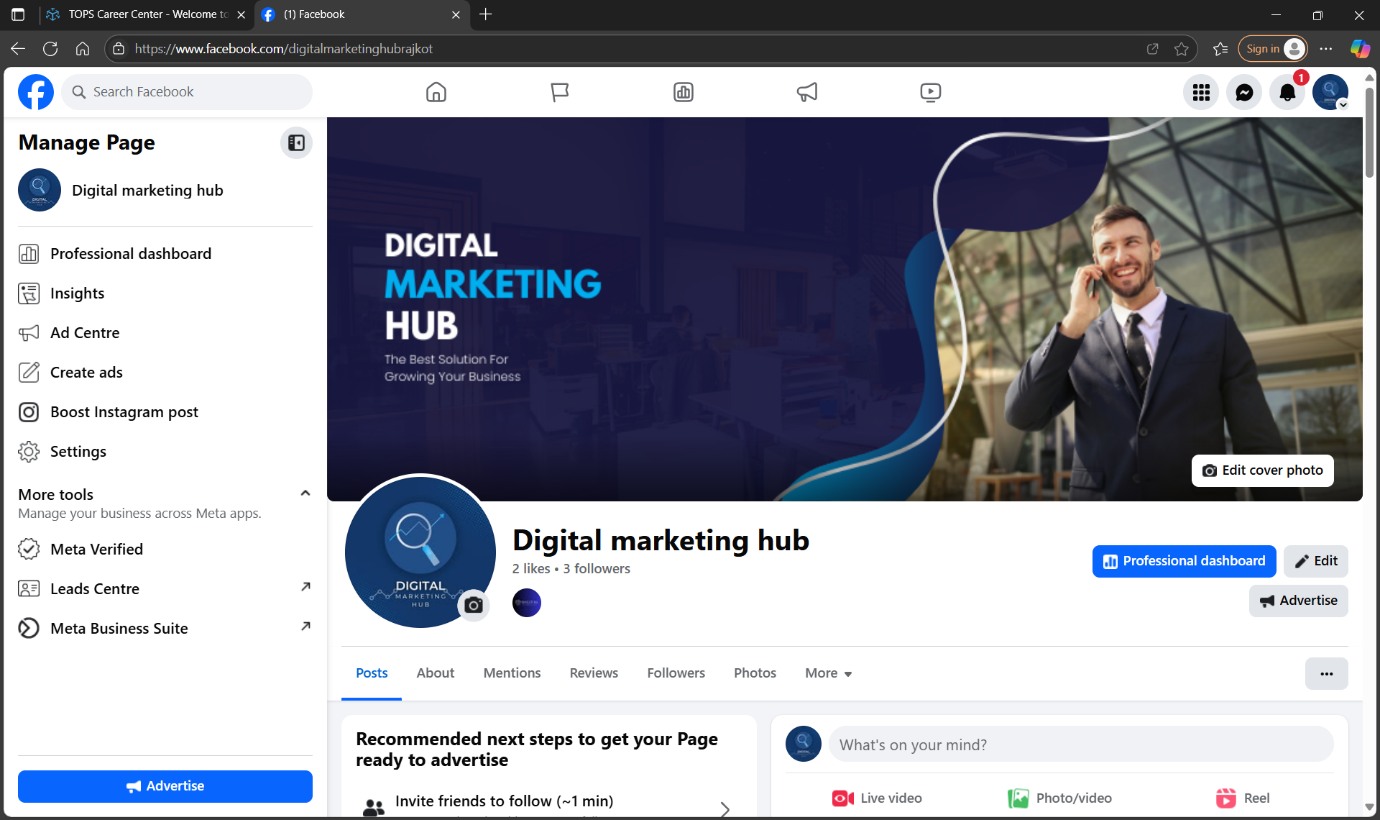 TOPS Career Center - Welcome to
(1) Facebook
https://www.facebook.com/digitalmarketinghubrajkot
Sign in
Search Facebook
1
Manage Page
Digital marketing hub
Professional dashboard
Insights
Ad Centre
Create ads
Boost Instagram post
Settings
More tools
Manage your business across Meta apps.
Meta Verified
Leads Centre
Meta Business Suite
Advertise
DIGITAL
MARKETING
HUB
The Best Solution For
Growing Your Business
Edit cover photo
DIGITAL
MARKETING
HUB
Digital marketing hub
2 likes • 3 followers
Professional dashboard
Edit
Advertise
Posts
About
Mentions
Reviews
Followers
Photos
More
Recommended next steps to get your Page
ready to advertise
Invite friends to follow (~1 min)
What's on your mind?
Live video
Photo/video
Reel